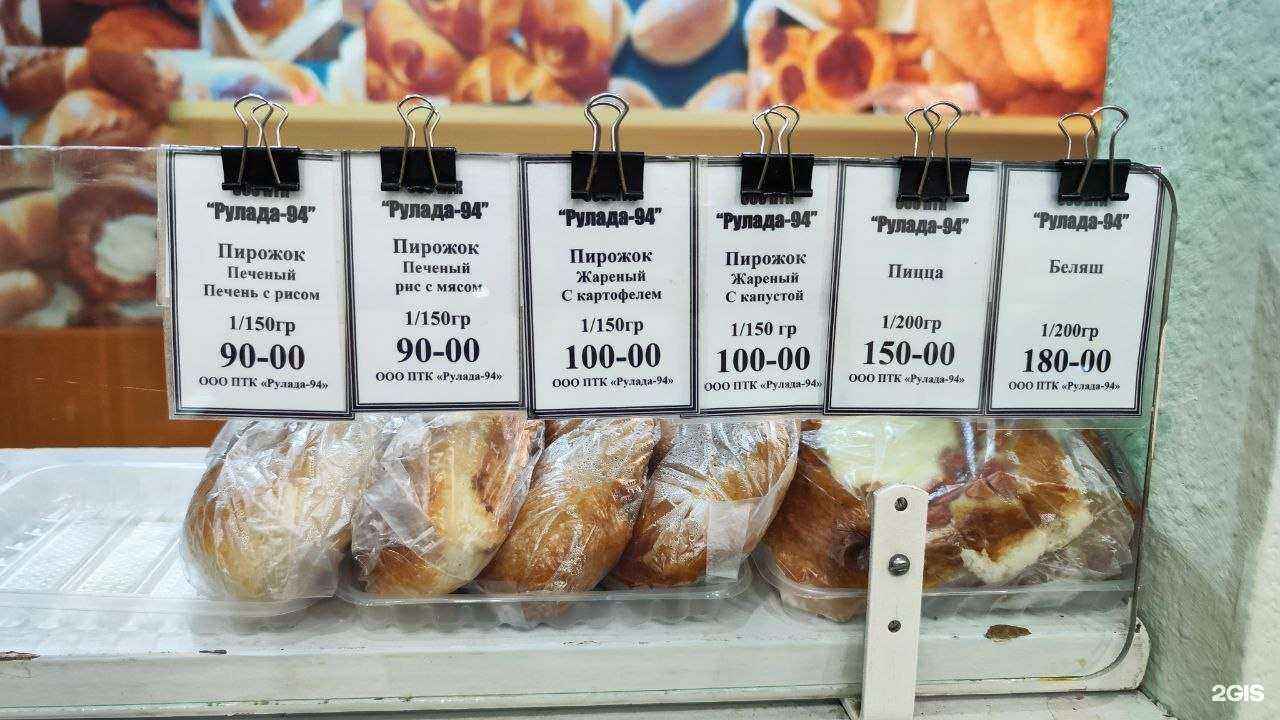 "Рулада-94"
Пирожок
Печеный
Печень с рисом
1/150гр
90-00
ООО ПТК «Рулада-94»
"Рулада-94"
Пирожок
Печеный
рис с мясом
1/150гр
90-00
ООО ПТК «Рулада-94»
"Рулада-94"
Пирожок
Жареный
С картофелем
1/150гр
100-00
ООО ПТК «Рулада-94»
"Рулада-94"
Пирожок
Жареный
С капустой
1/150 гр
100-00
ООО ПТК «Рулада-94»
"Рулада-94"
Пицца
1/200гр
150-00
ООО ПТК «Рулада-94»
"Рулада-94"
Беляш
1/200гр
180-00
ООО ПТК «Рулада-94»
2GIS